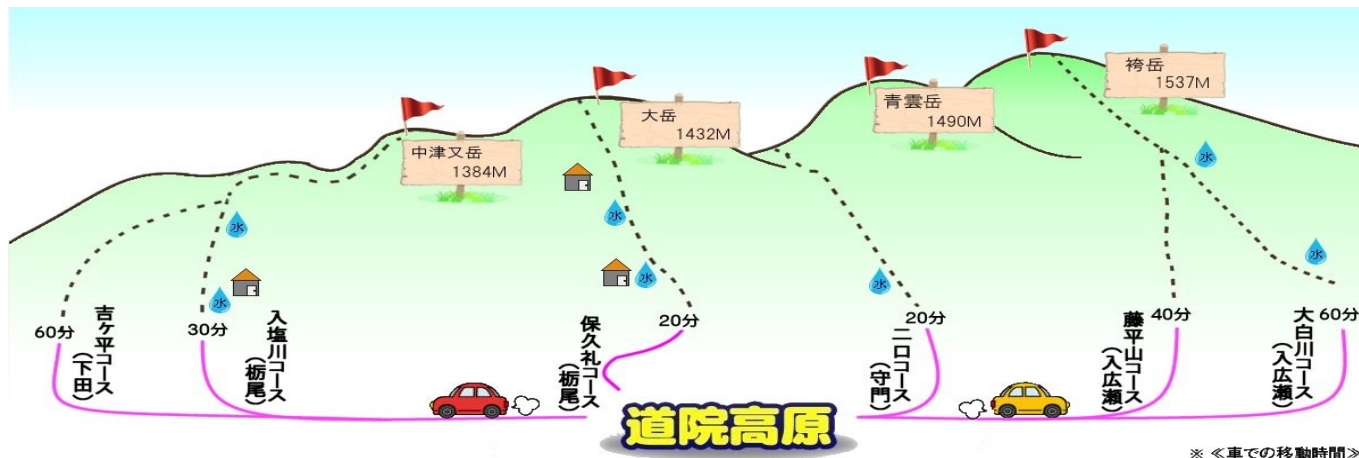 袴岳
1537M
青雲岳
1490M
大岳
1432M
中津又岳
1384M
水
水
水
水
水
水
水
60分
吉ヶ平コース
(下田)
30分
入塩川コース
(栃尾)
保久礼コース
(栃尾)
20分
20分
二口コース
(守門)
藤平山コース
(入広瀬)
40分
大白川コース
(入広瀬)
60分
道院高原
※ ≪車での移動時間≫